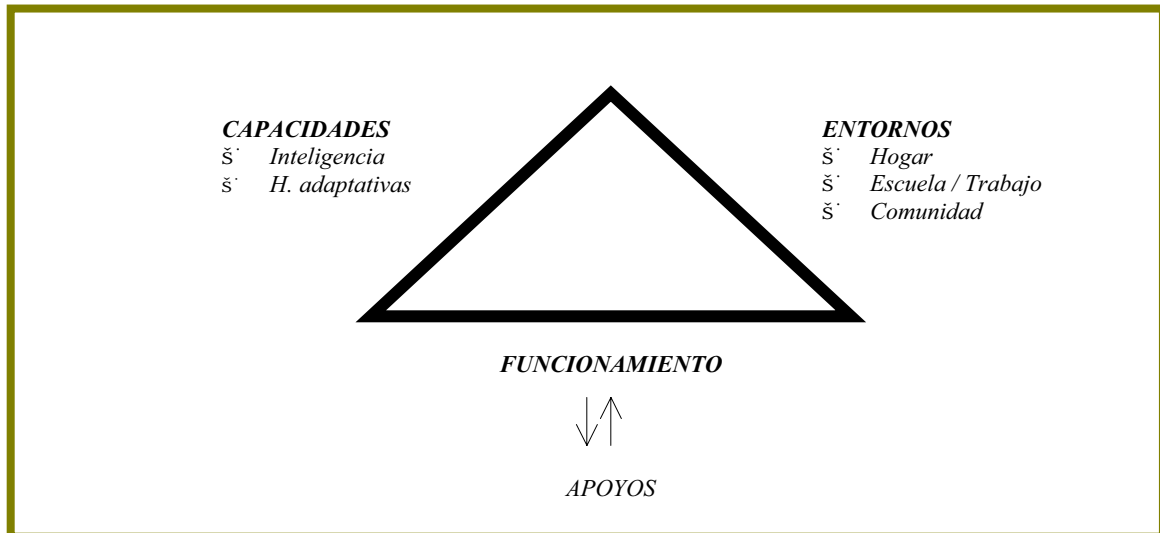 CAPACIDADES
š˙ Inteligencia
š˙ H. adaptativas
ENTORNOS
š˙ Hogar
š˙ Escuela / Trabajo
š˙ Comunidad
FUNCIONAMIENTO
APOYOS